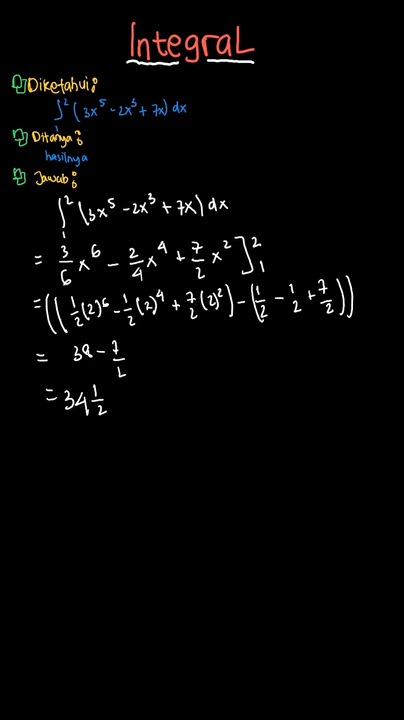 Integral
Diketahui:
∫₁² (3x⁵ - 2x³ + 7x) dx
Ditanya:
hasilnya
Jawab:
∫₁² (3x⁵ - 2x³ + 7x) dx
= 3/6 x⁶ - 2/4 x⁴ + 7/2 x² ]₁²
= ((1/2 (2)⁶ - 1/2 (2)⁴ + 7/2 (2)²) - (1/2 - 1/2 + 7/2))
= 38 - 7/2
= 34 1/2